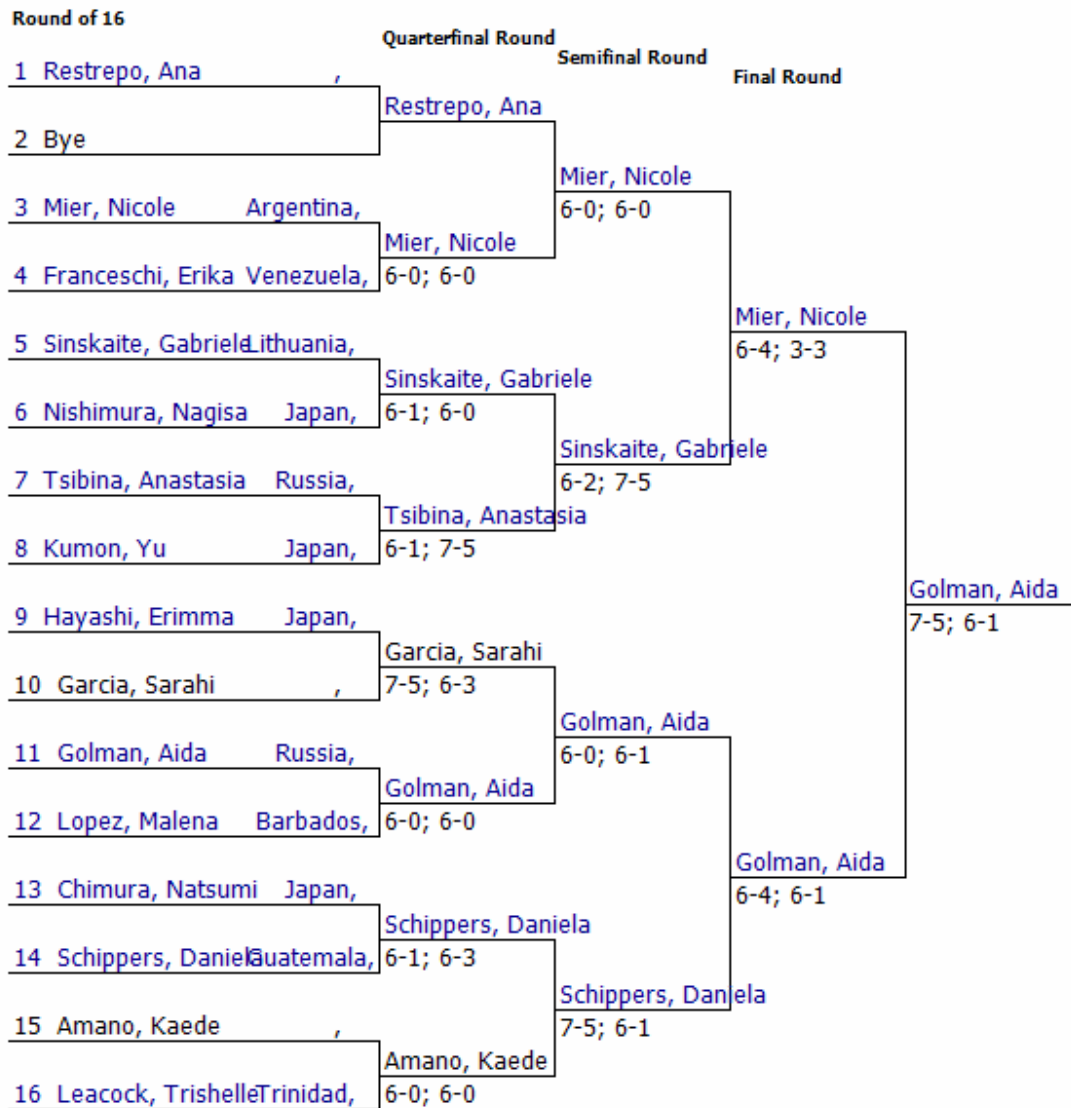 Round of 16
Quarterfinal Round
Semifinal Round
Final Round
1 Restrepo, Ana ,
Restrepo, Ana
2 Bye
Mier, Nicole
6-0; 6-0
3 Mier, Nicole Argentina,
Mier, Nicole
6-0; 6-0
4 Franceschi, Erika Venezuela,
Mier, Nicole
6-4; 3-3
5 Sinskaite, Gabriele Lithuania,
Sinskaite, Gabriele
6-1; 6-0
6 Nishimura, Nagisa Japan,
Sinskaite, Gabriele
6-2; 7-5
7 Tsibina, Anastasia Russia,
Tsibina, Anastasia
6-1; 7-5
8 Kumon, Yu Japan,
Golman, Aida
7-5; 6-1
9 Hayashi, Erimma Japan,
Garcia, Sarahi
7-5; 6-3
10 Garcia, Sarahi ,
Golman, Aida
6-0; 6-1
11 Golman, Aida Russia,
Golman, Aida
6-0; 6-0
12 Lopez, Malena Barbados,
Golman, Aida
6-4; 6-1
13 Chimura, Natsumi Japan,
Schippers, Daniela
6-1; 6-3
14 Schippers, Daniela Guatemala,
Schippers, Daniela
7-5; 6-1
15 Amano, Kaede ,
Amano, Kaede
6-0; 6-0
16 Leacock, Trishelle Trinidad,